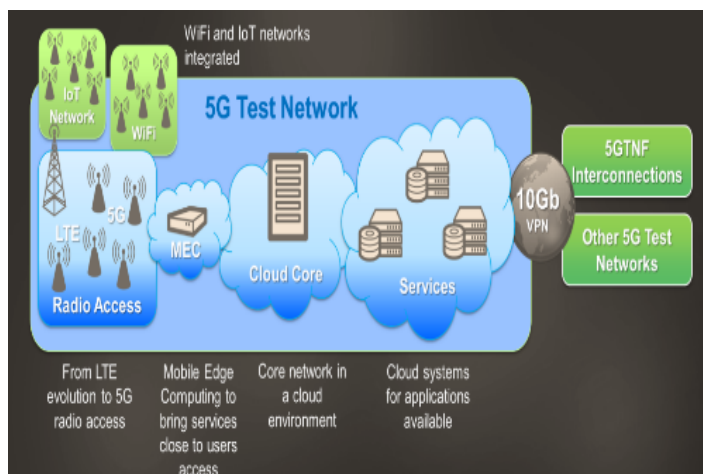 WiFi and IoT networks
integrated
IoT
Network
WiFi
5G Test Network
LTE
5G
Radio Access
MEC
Cloud Core
Services
10Gb
VPN
5GTNF
Interconnections
Other 5G Test
Networks
From LTE
evolution to 5G
radio access
Mobile Edge
Computing to
bring services
close to users
access
Core network in
a cloud
environment
Cloud systems
for applications
available